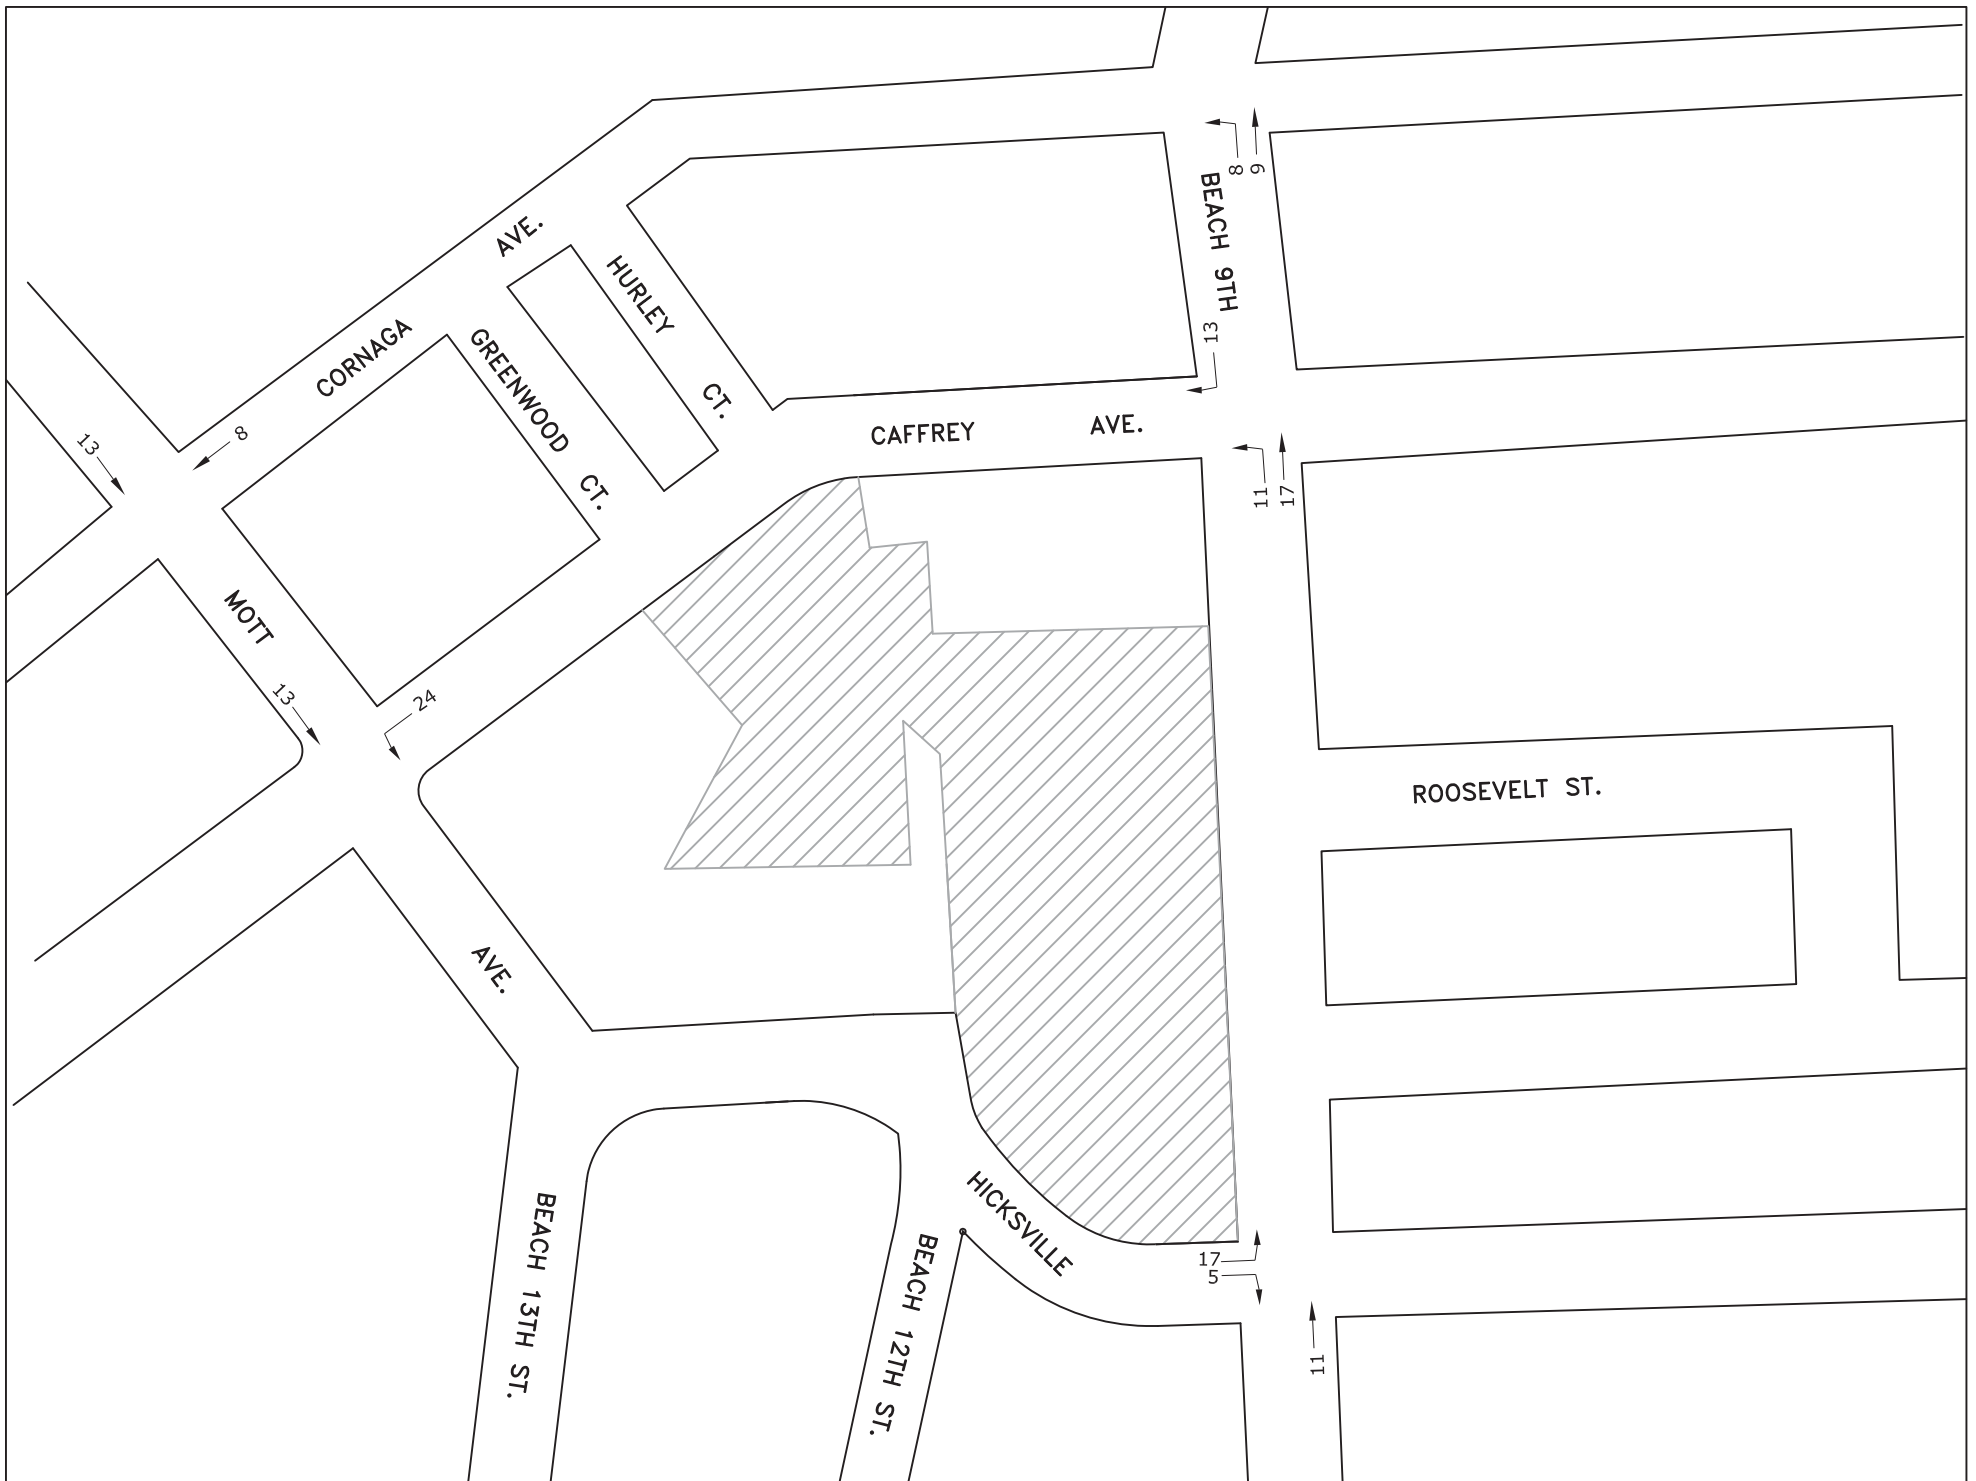 8
9
BEACH 9TH
AVE.
HURLEY
CT.
CORNAGA
GREENWOOD CT.
13
8
13
CAFFREY AVE.
11
17
MOTT
13
24
ROOSEVELT ST.
AVE.
HICKSVILLE
BEACH 13TH ST.
BEACH 12TH ST.
17
5
11